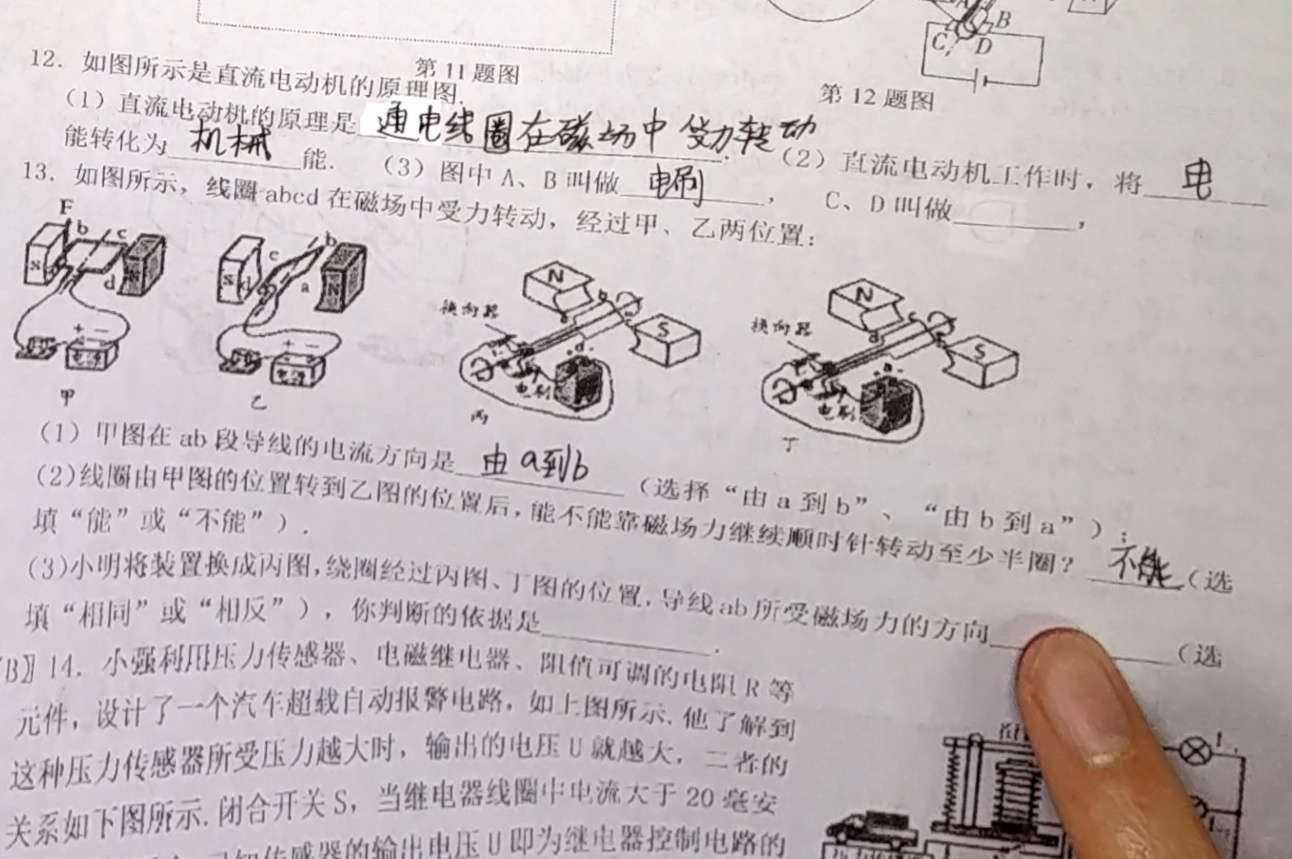 B
C
D
第11题图
第12题图
12. 如图所示是直流电动机的原理图.
(1) 直流电动机的原理是 通电线圈在磁场中受力转动. (2) 直流电动机工作时，将 电
能转化为 机械 能. (3) 图中 A、B 叫做 电刷， C、D 叫做，
13. 如图所示，线圈 abcd 在磁场中受力转动，经过甲、乙两位置：
F
b c
S
d N
+ −
电源
甲
c b
S d a N
+ −
电源
乙
N
S
换向器
电刷
丙
N
S
换向器
电刷
丁
(1) 甲图在 ab 段导线的电流方向是 由a到b （选择“由 a 到 b”、“由 b 到 a”）；
(2)线圈由甲图的位置转到乙图的位置后，能不能靠磁场力继续顺时针转动至少半圈？ 不能（选
填“能”或“不能”）.
(3)小明将装置换成丙图，绕圈经过丙图、丁图的位置，导线 ab 所受磁场力的方向（选
填“相同”或“相反”），你判断的依据是.
B〗14. 小强利用压力传感器、电磁继电器、阻值可调的电阻 R 等
元件，设计了一个汽车超载自动报警电路，如上图所示.他了解到
这种压力传感器所受压力越大时，输出的电压 U 就越大，二者的
关系如下图所示.闭合开关 S，当继电器线圈中电流大于 20 毫安
传感器的输出电压 U 即为继电器控制电路的